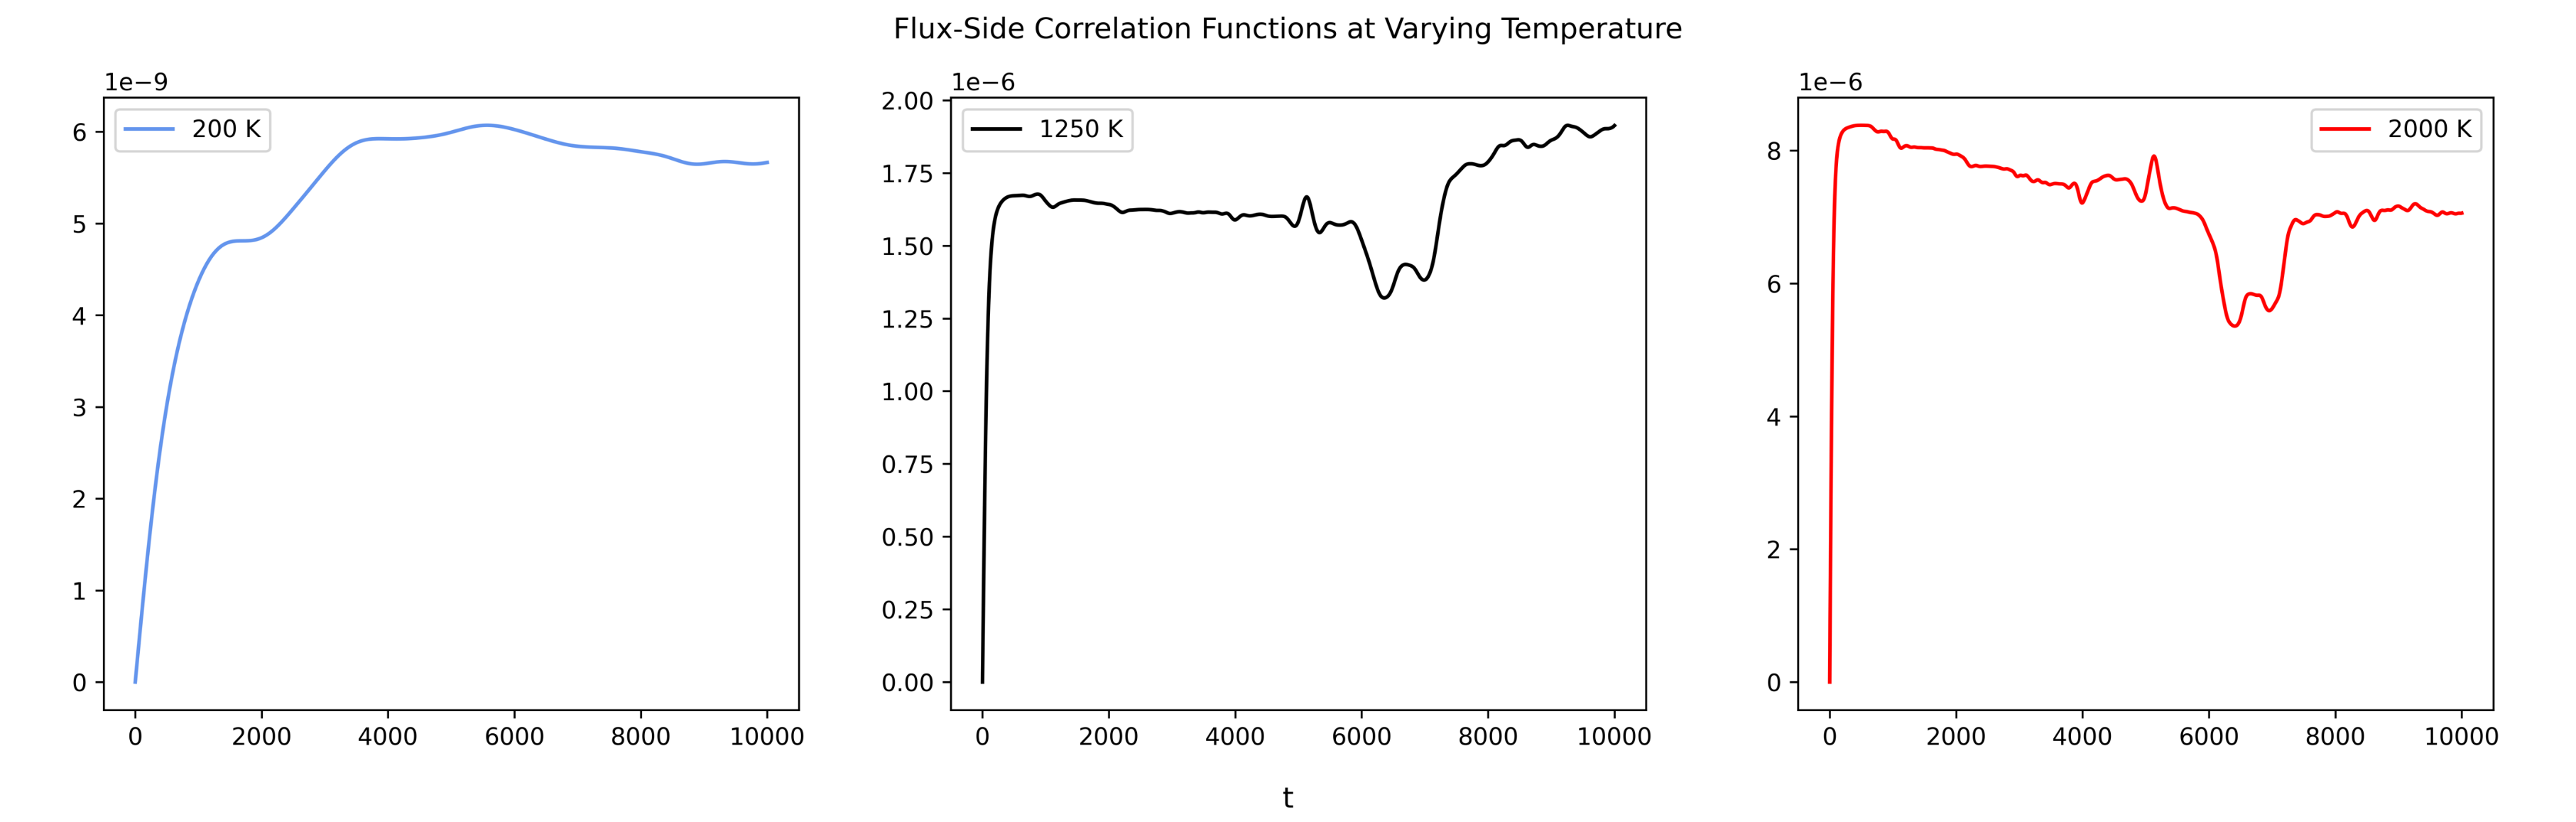 Flux-Side Correlation Functions at Varying Temperature
1e−9
200 K
6
5
4
3
2
1
0
0 2000 4000 6000 8000 10000
1e−6
1250 K
2.00
1.75
1.50
1.25
1.00
0.75
0.50
0.25
0.00
0 2000 4000 6000 8000 10000
1e−6
2000 K
8
6
4
2
0
0 2000 4000 6000 8000 10000
t